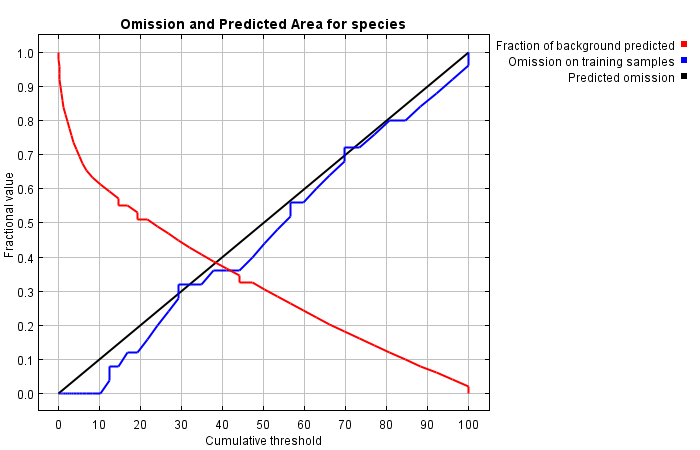 Omission and Predicted Area for species
Fraction of background predicted
Omission on training samples
Predicted omission
Fractional value
1.0
0.9
0.8
0.7
0.6
0.5
0.4
0.3
0.2
0.1
0.0
0 10 20 30 40 50 60 70 80 90 100
Cumulative threshold